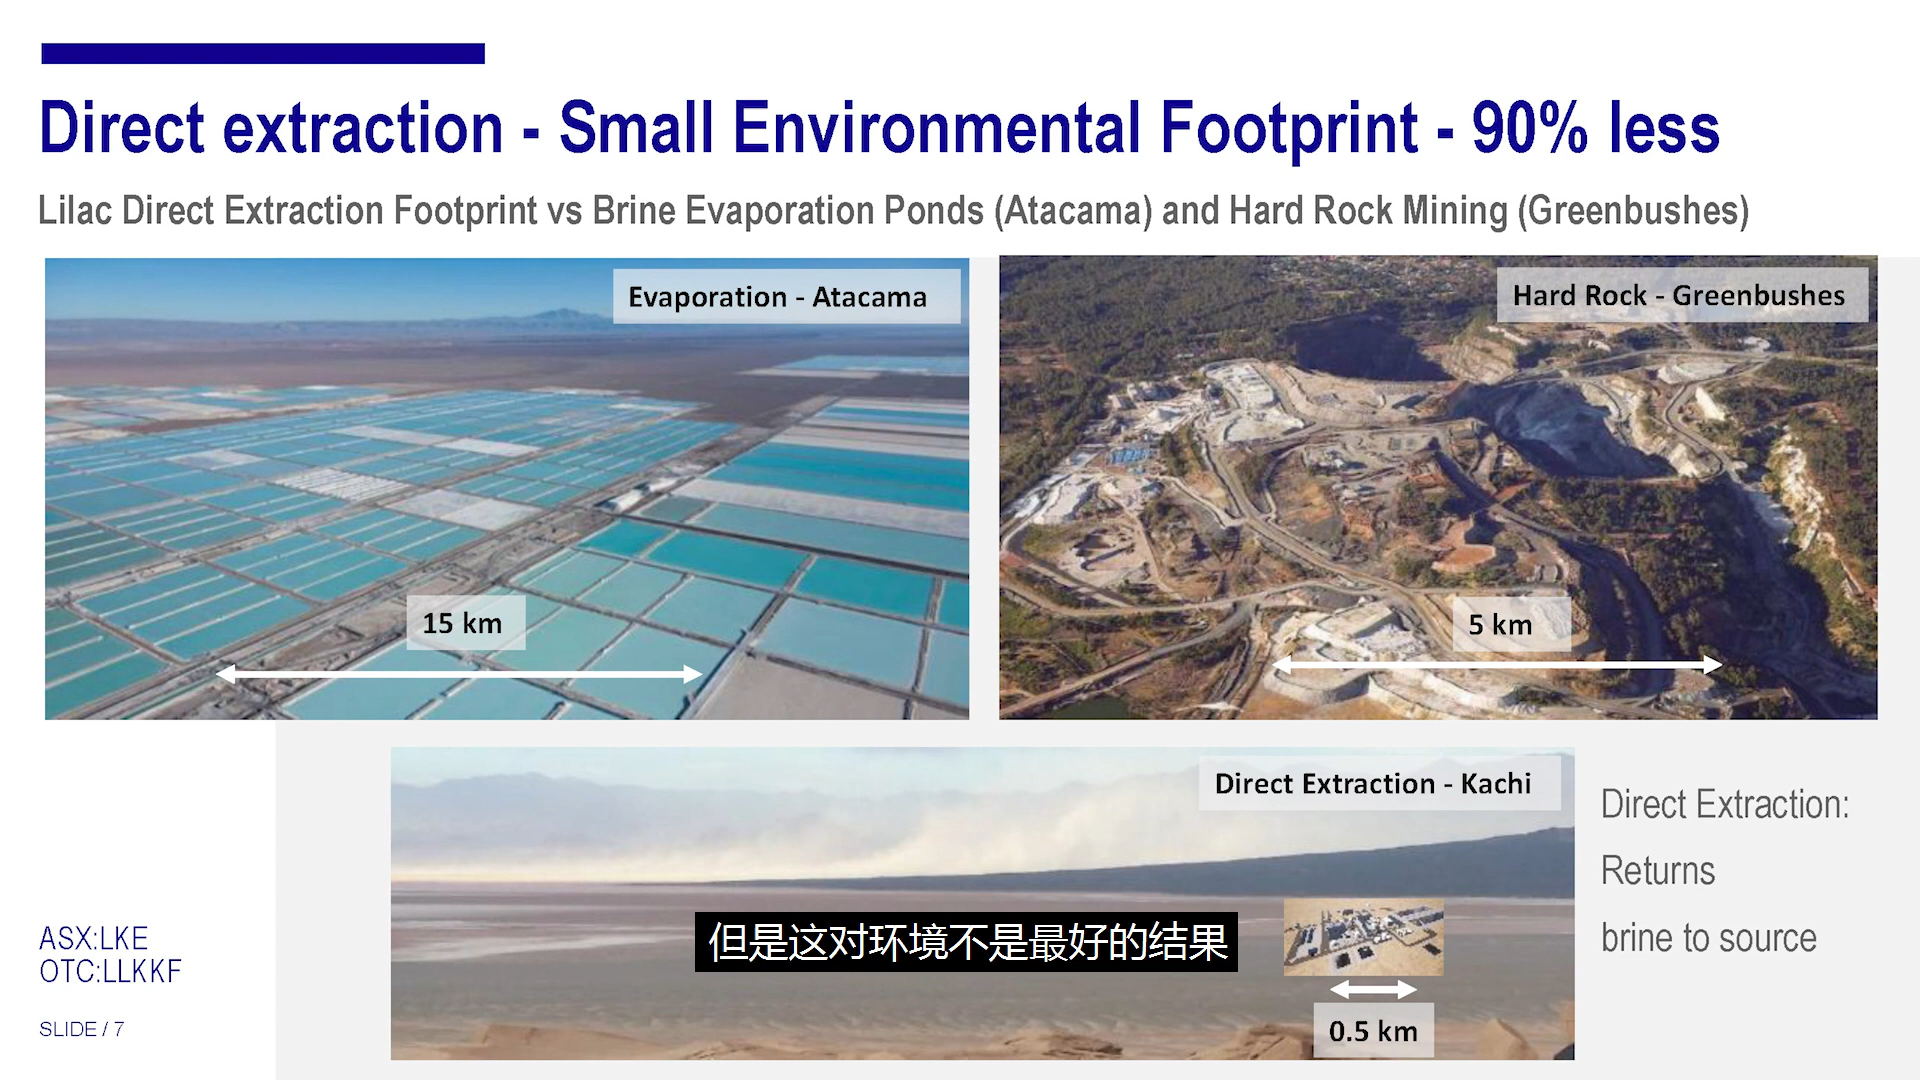 Direct extraction - Small Environmental Footprint - 90% less
Lilac Direct Extraction Footprint vs Brine Evaporation Ponds (Atacama) and Hard Rock Mining (Greenbushes)
Evaporation - Atacama
15 km
Hard Rock - Greenbushes
5 km
Direct Extraction - Kachi
0.5 km
Direct Extraction:
Returns
brine to source
但是这对环境不是最好的结果
ASX:LKE
OTC:LLKKF
SLIDE / 7